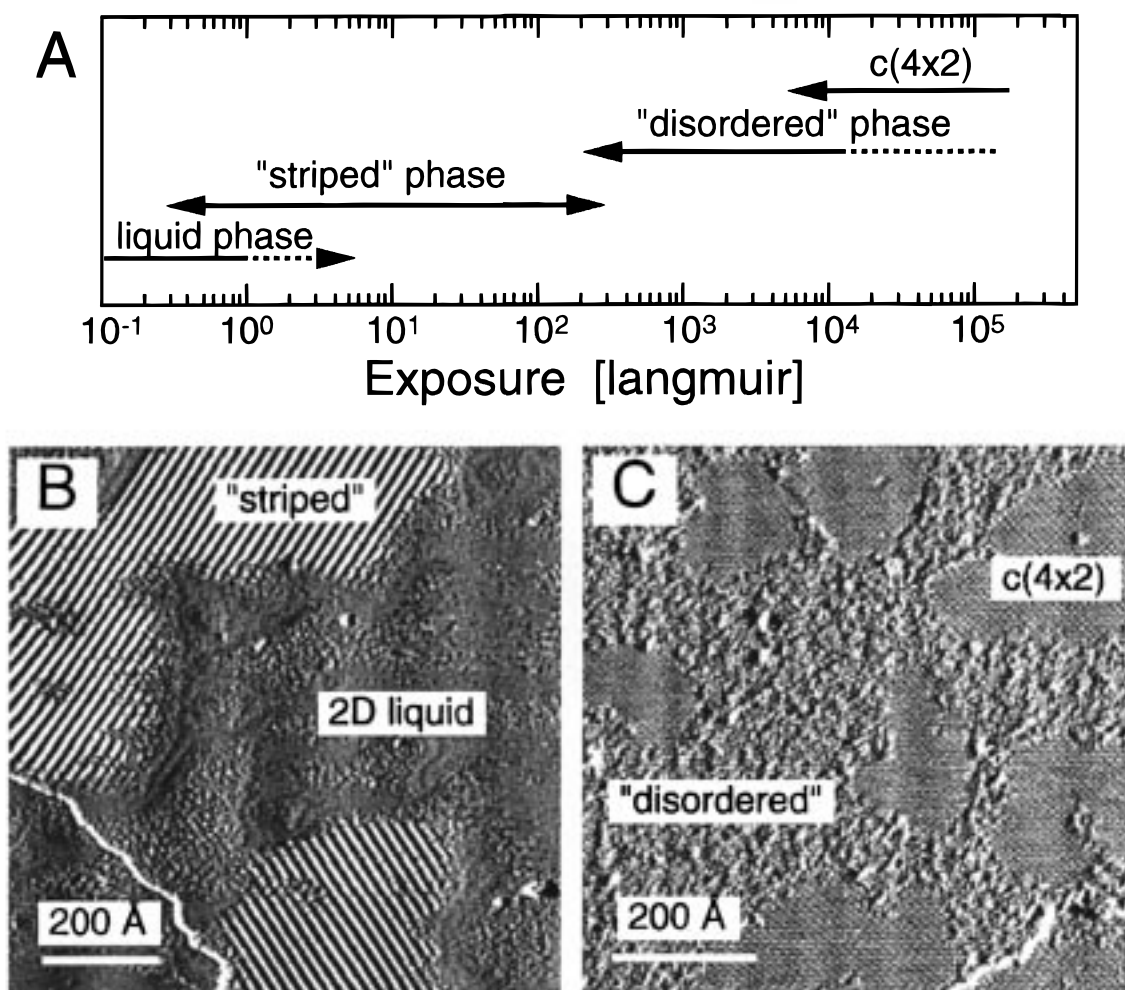 A
c(4x2)
"disordered" phase
"striped" phase
liquid phase
10-1 100 101 102 103 104 105
Exposure [langmuir]
B
"striped"
2D liquid
200 Å
C
c(4x2)
"disordered"
200 Å